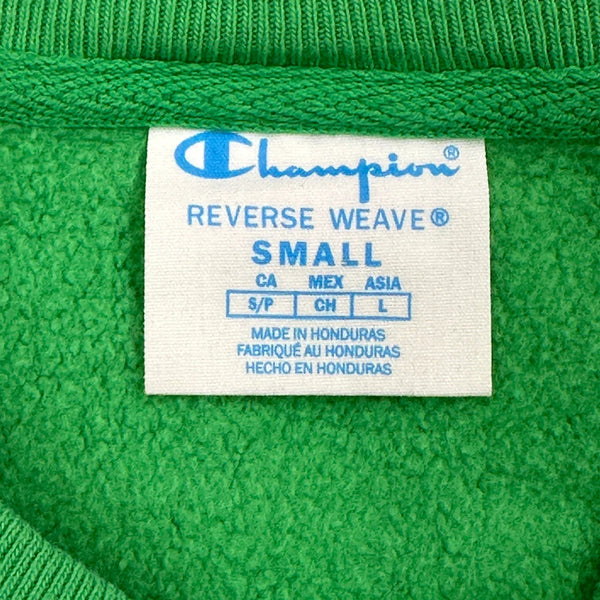 Champion®
REVERSE WEAVE®
SMALL
CA MEX ASIA
S/P CH L
MADE IN HONDURAS
FABRIQUÉ AU HONDURAS
HECHO EN HONDURAS